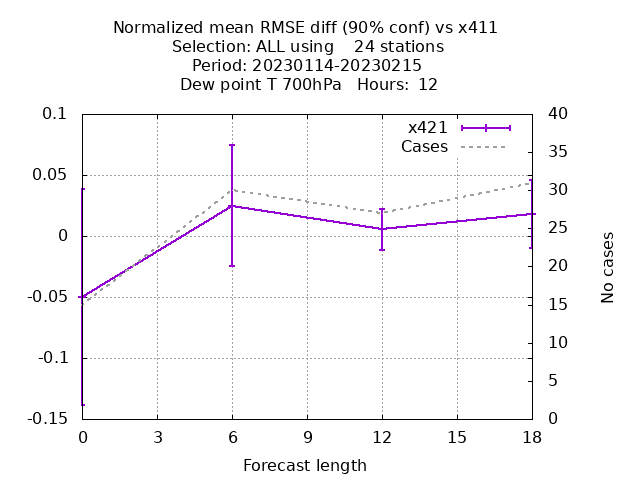 Normalized mean RMSE diff (90% conf) vs x411
Selection: ALL using    24 stations
Period: 20230114-20230215
Dew point T 700hPa   Hours:  12
0.1
0.05
0
-0.05
-0.1
-0.15
40
35
30
25
20
15
10
5
0
x421
Cases
No cases
0 3 6 9 12 15 18
Forecast length